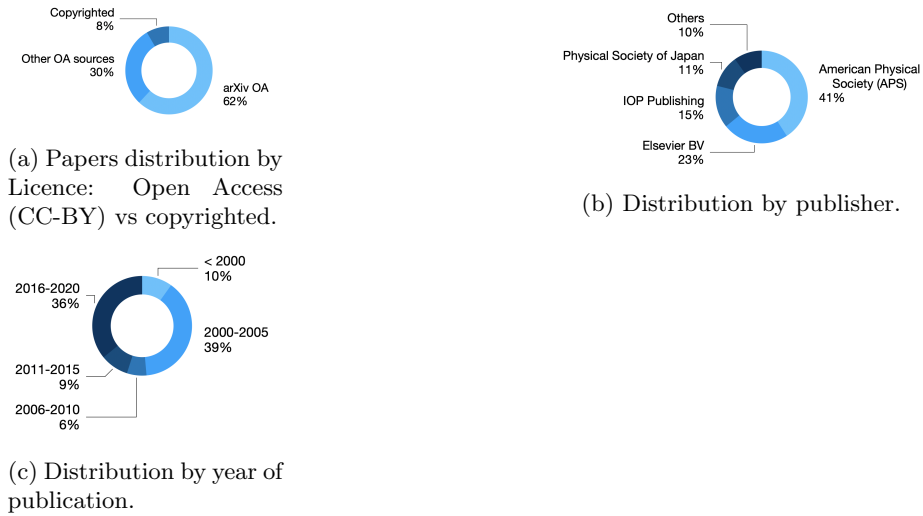 Copyrighted
8%
Other OA sources
30%
arXiv OA
62%
(a) Papers distribution by
Licence: Open Access
(CC-BY) vs copyrighted.
Others
10%
Physical Society of Japan
11%
IOP Publishing
15%
Elsevier BV
23%
American Physical
Society (APS)
41%
(b) Distribution by publisher.
< 2000
10%
2016-2020
36%
2000-2005
39%
2011-2015
9%
2006-2010
6%
(c) Distribution by year of
publication.